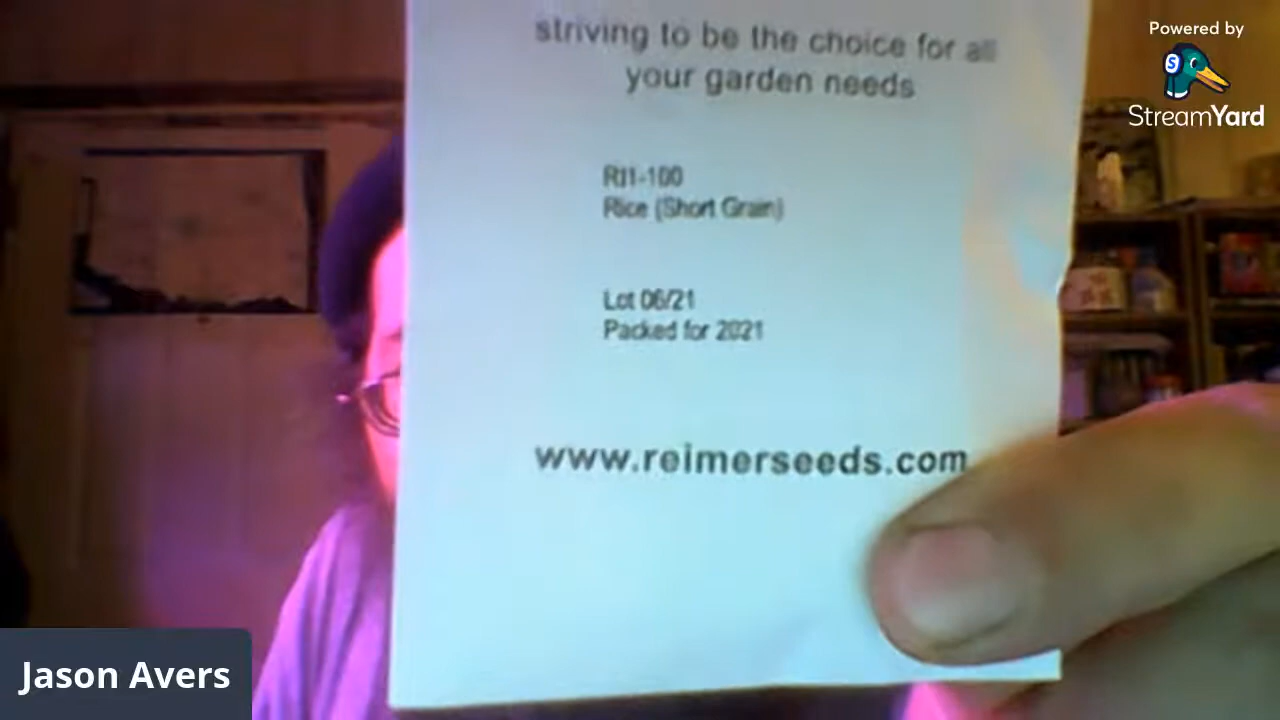 striving to be the choice for all
your garden needs
RI1-100
Rice (Short Grain)
Lot 06/21
Packed for 2021
www.reimerseeds.com
Powered by
StreamYard
Jason Avers